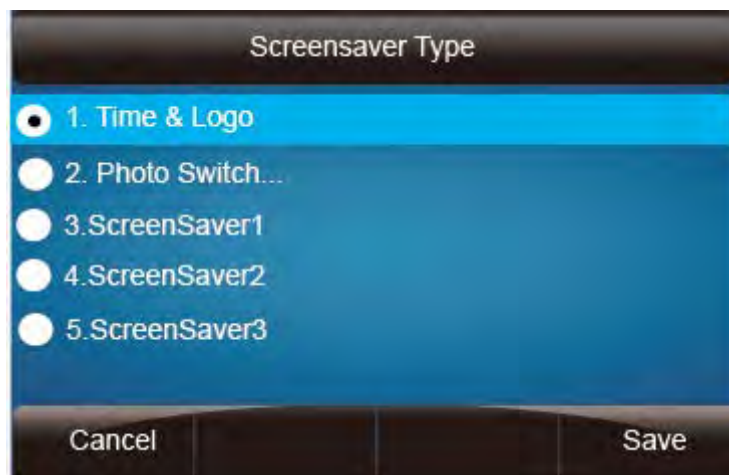 Screensaver Type
1. Time & Logo
2. Photo Switch...
3.ScreenSaver1
4.ScreenSaver2
5.ScreenSaver3
Cancel Save